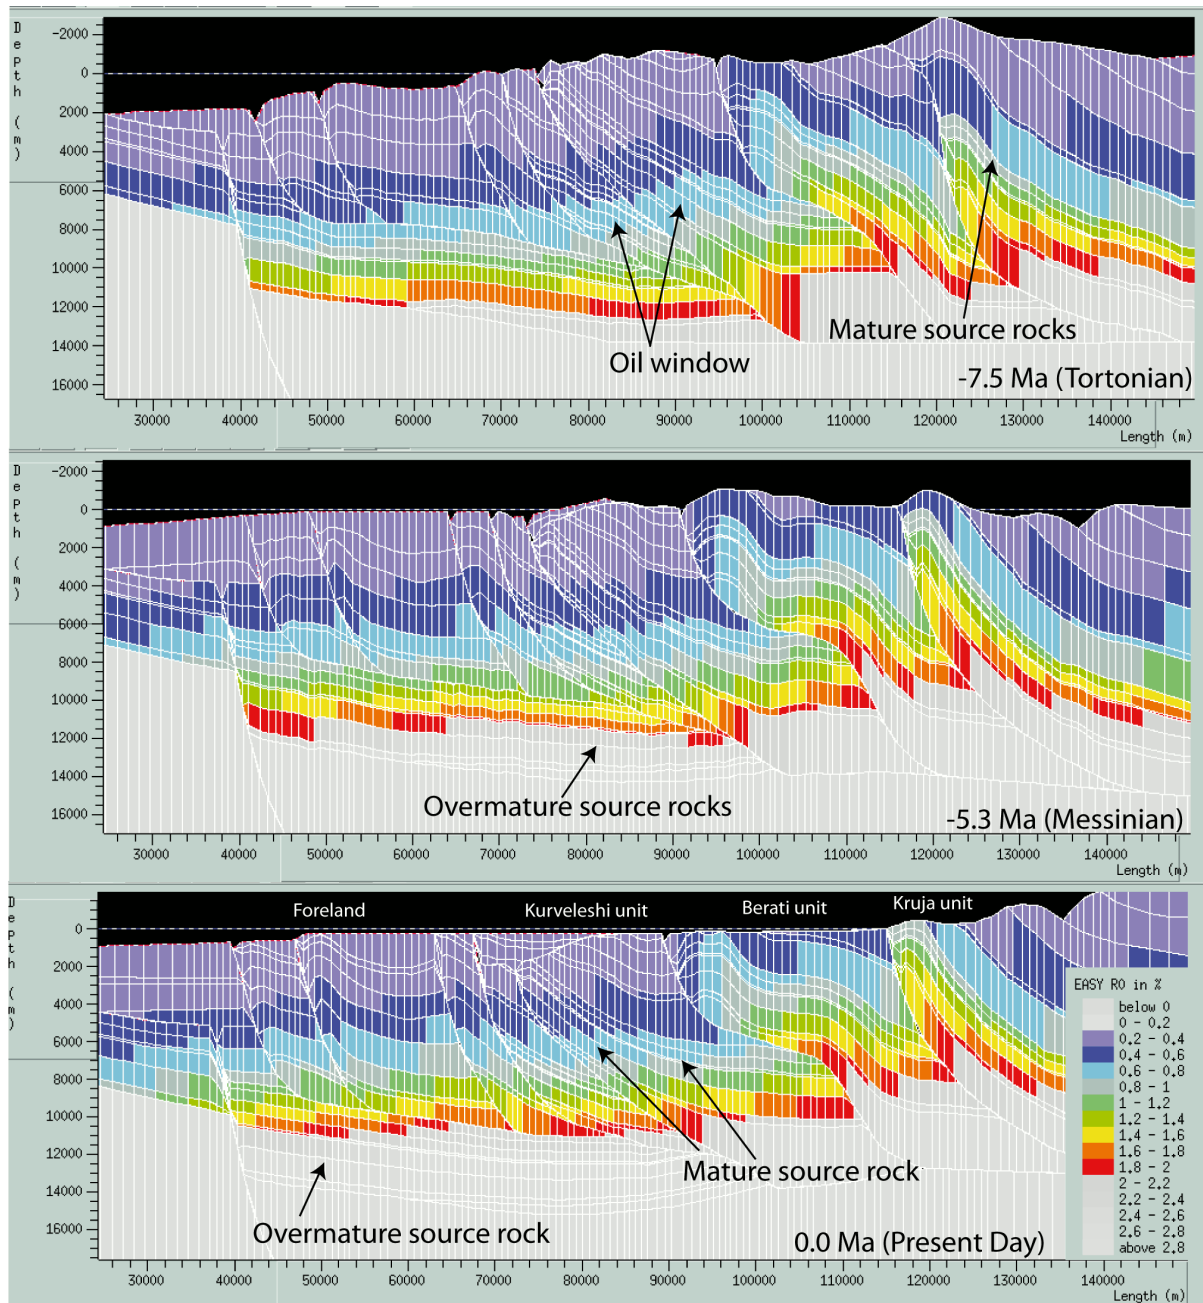 Depth (m)
-2000
0
2000
4000
6000
8000
10000
12000
14000
16000
Oil window
Mature source rocks
-7.5 Ma (Tortonian)
30000 40000 50000 60000 70000 80000 90000 100000 110000 120000 130000 140000
Length (m)
Depth (m)
-2000
0
2000
4000
6000
8000
10000
12000
14000
16000
Overmature source rocks
-5.3 Ma (Messinian)
30000 40000 50000 60000 70000 80000 90000 100000 110000 120000 130000 140000
Length (m)
Depth (m)
Foreland Kurveleshi unit Berati unit Kruja unit
0
2000
4000
6000
8000
10000
12000
14000
16000
EASY RO in %
below 0
0 - 0.2
0.2 - 0.4
0.4 - 0.6
0.6 - 0.8
0.8 - 1
1 - 1.2
1.2 - 1.4
1.4 - 1.6
1.6 - 1.8
1.8 - 2
2 - 2.2
2.2 - 2.4
2.4 - 2.6
2.6 - 2.8
above 2.8
Mature source rock
Overmature source rock
0.0 Ma (Present Day)
30000 40000 50000 60000 70000 80000 90000 100000 110000 120000 130000 140000
Length (m)